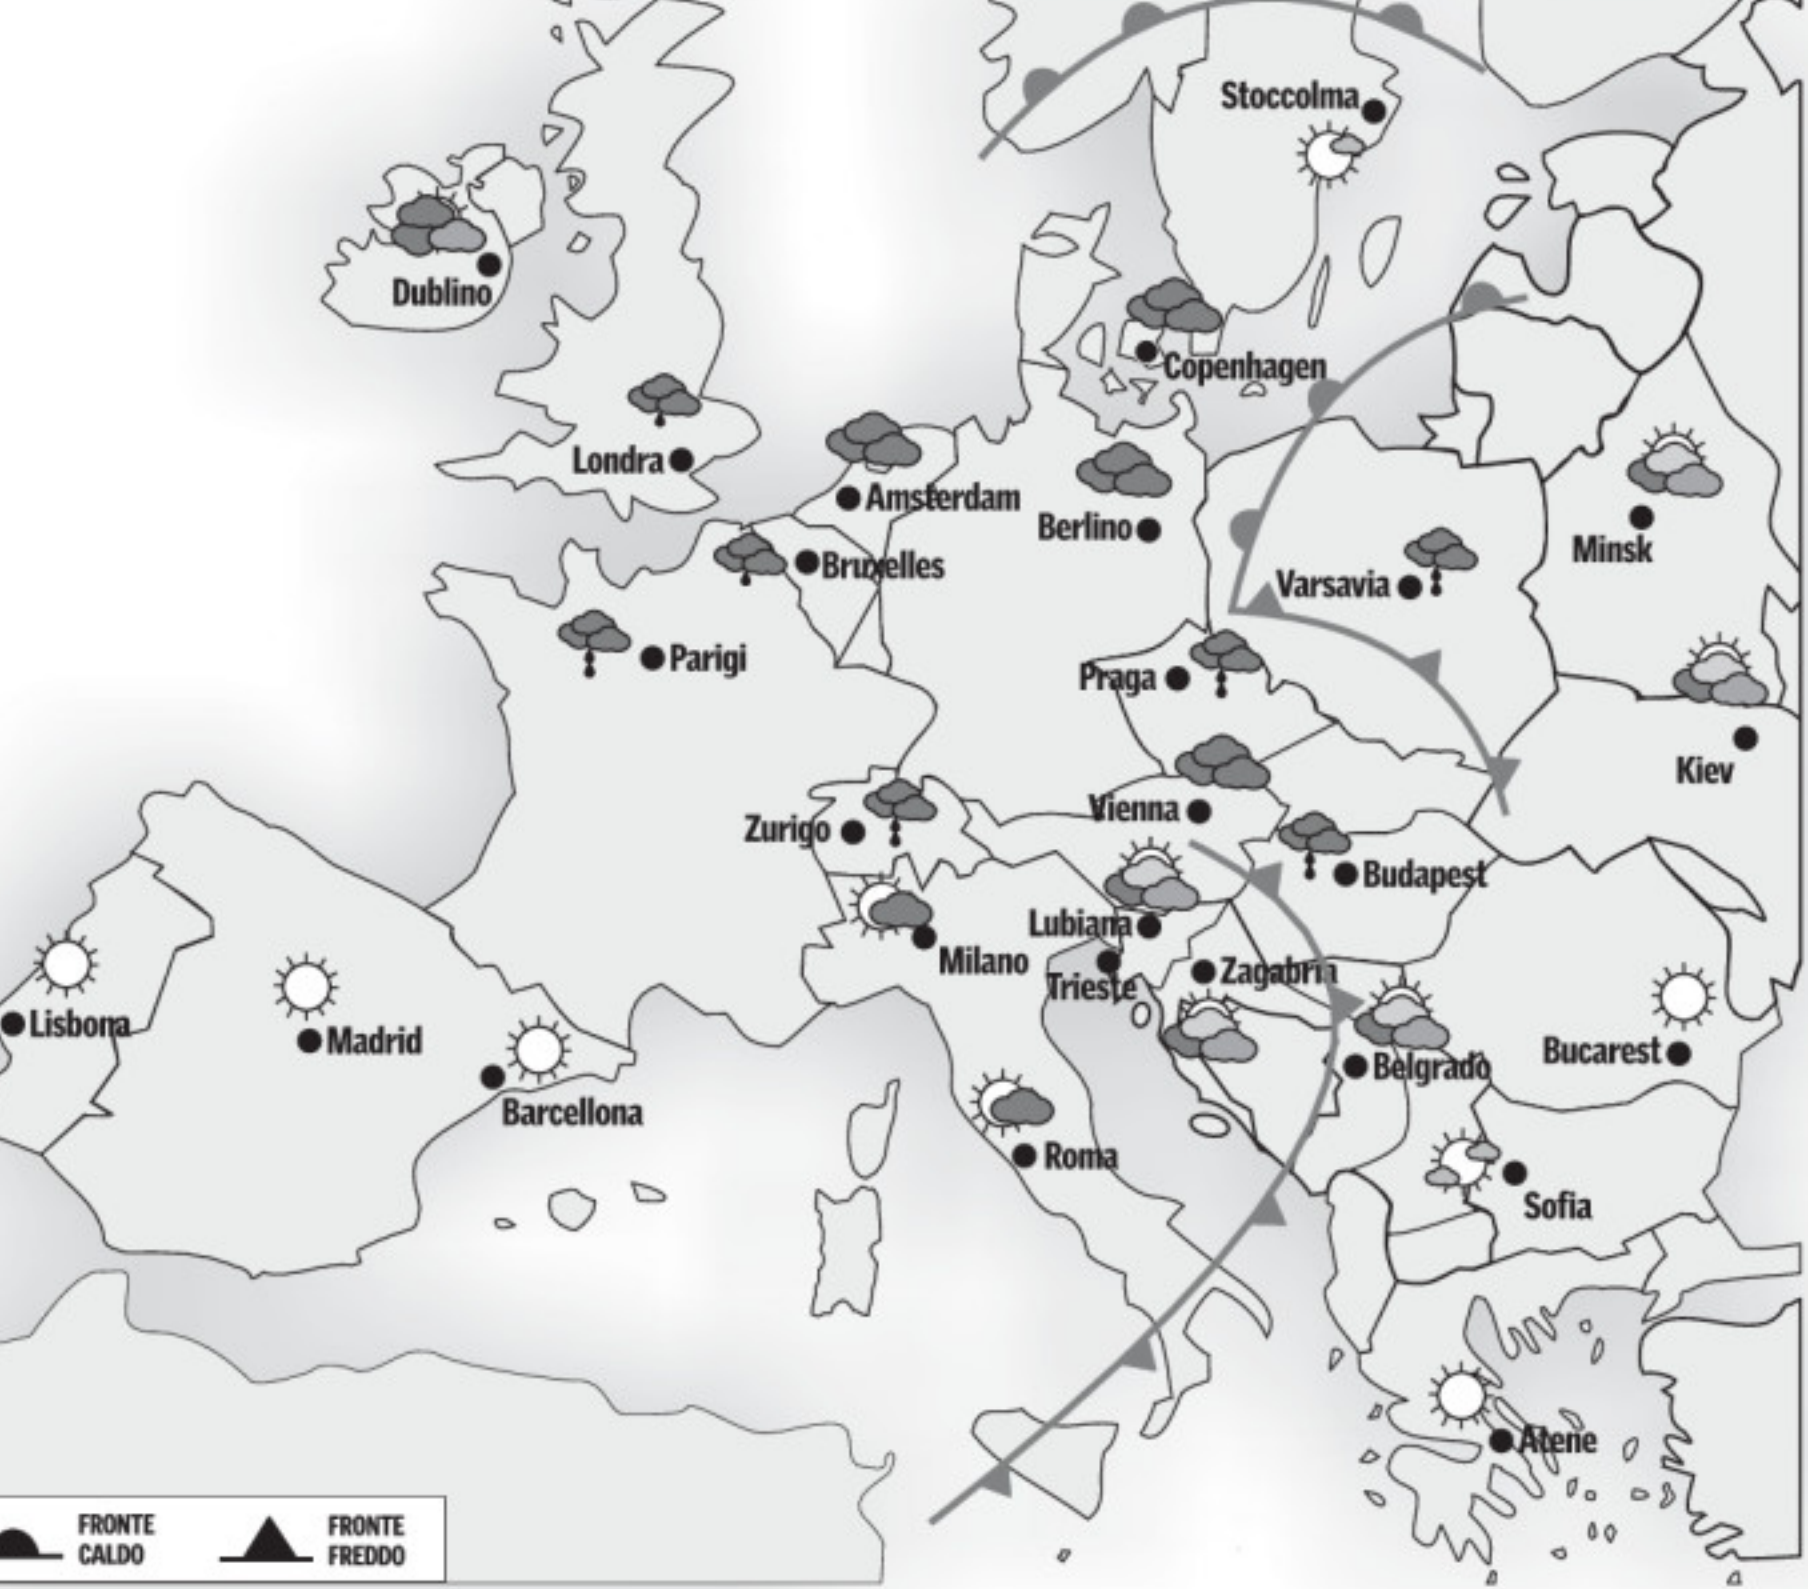 Stoccolma
Dublino
Copenhagen
Londra
Amsterdam
Berlino
Minsk
Bruxelles
Varsavia
Parigi
Praga
Kiev
Vienna
Zurigo
Budapest
Lubiana
Milano
Zagabria
Trieste
Lisbona
Madrid
Bucarest
Belgrado
Barcellona
Roma
Sofia
Atene
FRONTE
CALDO
FRONTE
FREDDO